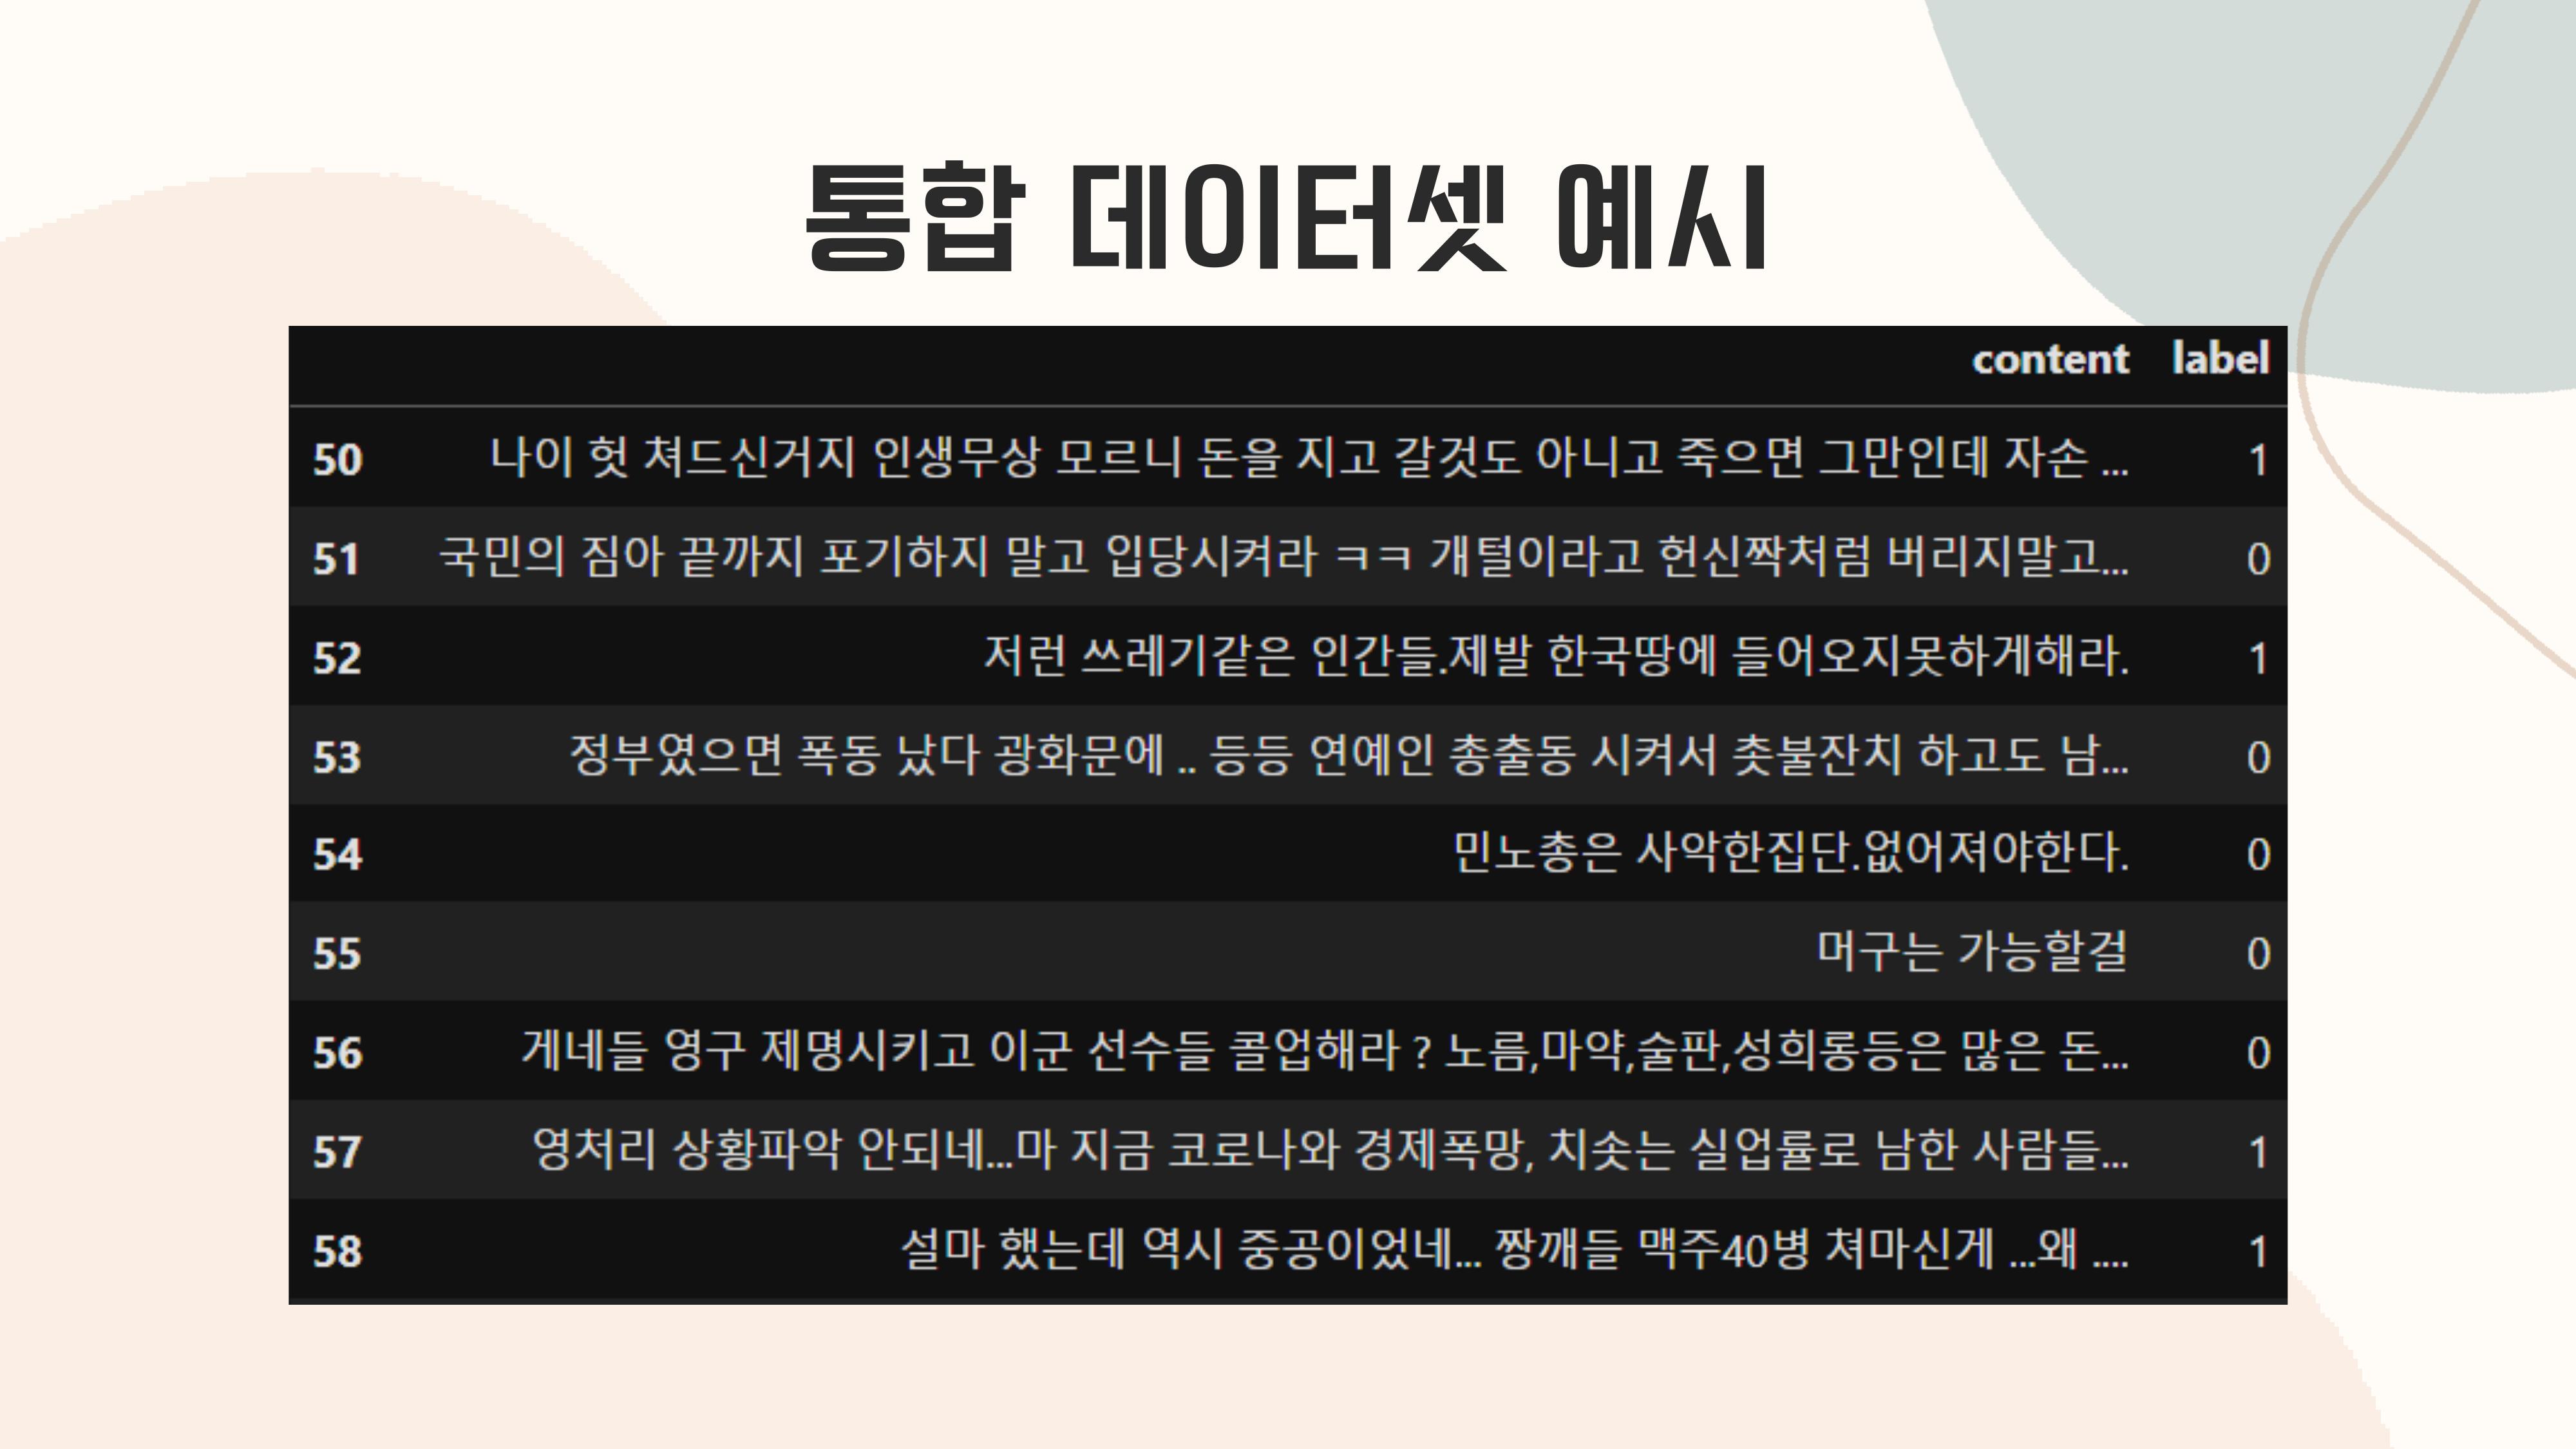 통합 데이터셋 예시
content label
50 나이 헛 쳐드신거지 인생무상 모르니 돈을 지고 갈것도 아니고 죽으면 그만인데 자손 ... 1
51 국민의 짐아 끝까지 포기하지 말고 입당시켜라 ㅋㅋ 개털이라고 헌신짝처럼 버리지말고... 0
52 저런 쓰레기같은 인간들.제발 한국땅에 들어오지못하게해라. 1
53 정부였으면 폭동 났다 광화문에 .. 등등 연예인 총출동 시켜서 촛불잔치 하고도 남... 0
54 민노총은 사악한집단.없어져야한다. 0
55 머구는 가능할걸 0
56 게네들 영구 제명시키고 이군 선수들 콜업해라 ? 노름,마약,술판,성희롱등은 많은 돈... 0
57 영처리 상황파악 안되네...마 지금 코로나와 경제폭망, 치솟는 실업률로 남한 사람들... 1
58 설마 했는데 역시 중공이었네... 짱깨들 맥주40병 쳐마신게 ...왜 .... 1